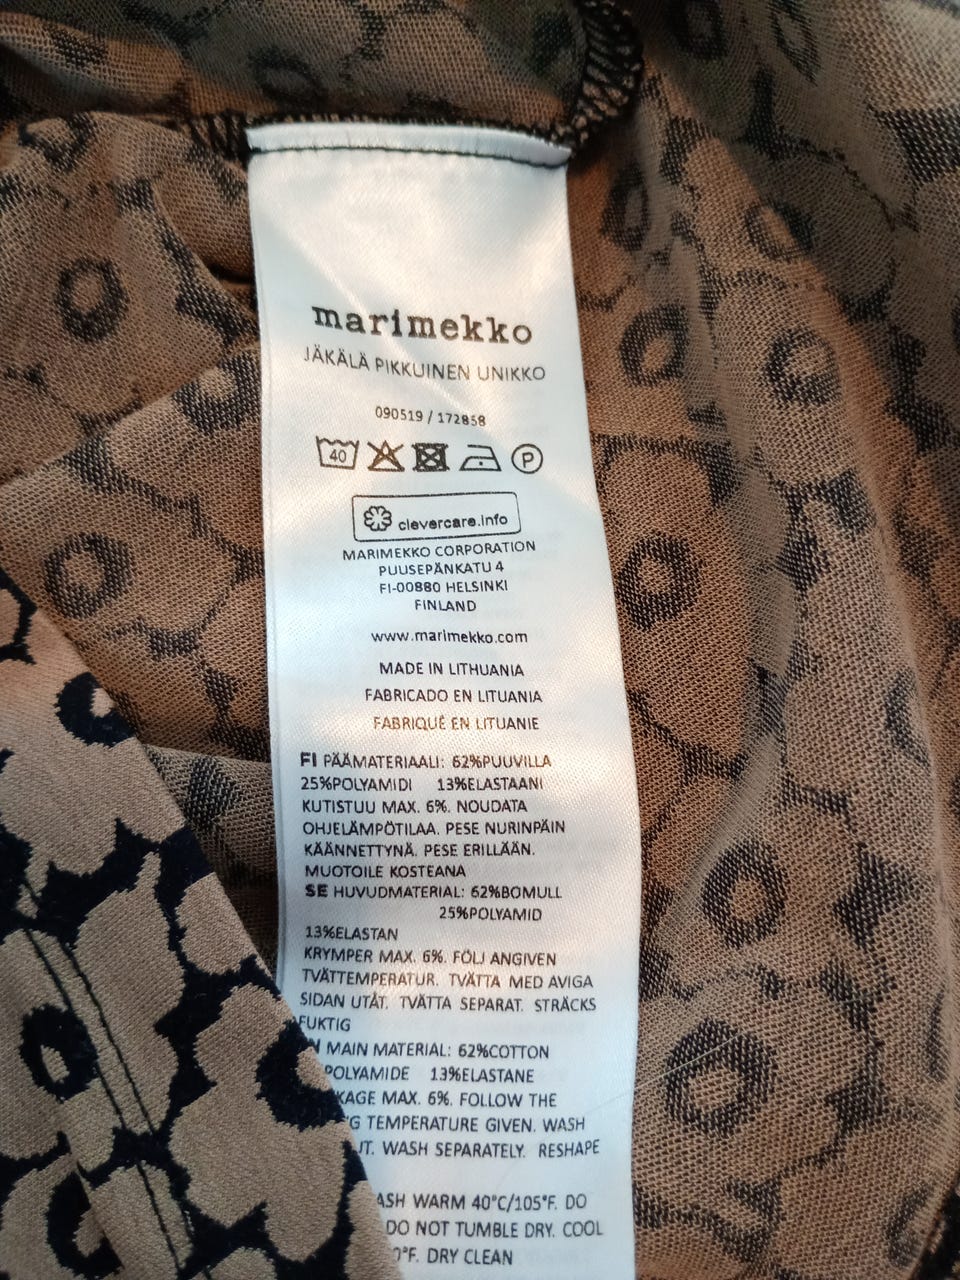 marimekko
JÄKÄLÄ PIKKUINEN UNIKKO
090519 / 172858
40 P
clevercare.info
MARIMEKKO CORPORATION
PUUSEPÄNKATU 4
FI-00880 HELSINKI
FINLAND
www.marimekko.com
MADE IN LITHUANIA
FABRICADO EN LITUANIA
FABRIQUÉ EN LITUANIE
FI PÄÄMATERIAALI: 62%PUUVILLA
25%POLYAMIDI 13%ELASTAANI
KUTISTUU MAX. 6%. NOUDATA
OHJELÄMPÖTILAA. PESE NURINPÄIN
KÄÄNNETTYNÄ. PESE ERILLÄÄN.
MUOTOILE KOSTEANA
SE HUVUDMATERIAL: 62%BOMULL
25%POLYAMID
13%ELASTAN
KRYMPER MAX. 6%. FÖLJ ANGIVEN
TVÄTTEMPERATUR. TVÄTTA MED AVIGA
SIDAN UTÅT. TVÄTTA SEPARAT. STRÄCKS
FUKTIG
MAIN MATERIAL: 62%COTTON
POLYAMIDE 13%ELASTANE
KAGE MAX. 6%. FOLLOW THE
G TEMPERATURE GIVEN. WASH
UT. WASH SEPARATELY. RESHAPE
ASH WARM 40°C/105°F. DO
DO NOT TUMBLE DRY. COOL
0°F. DRY CLEAN